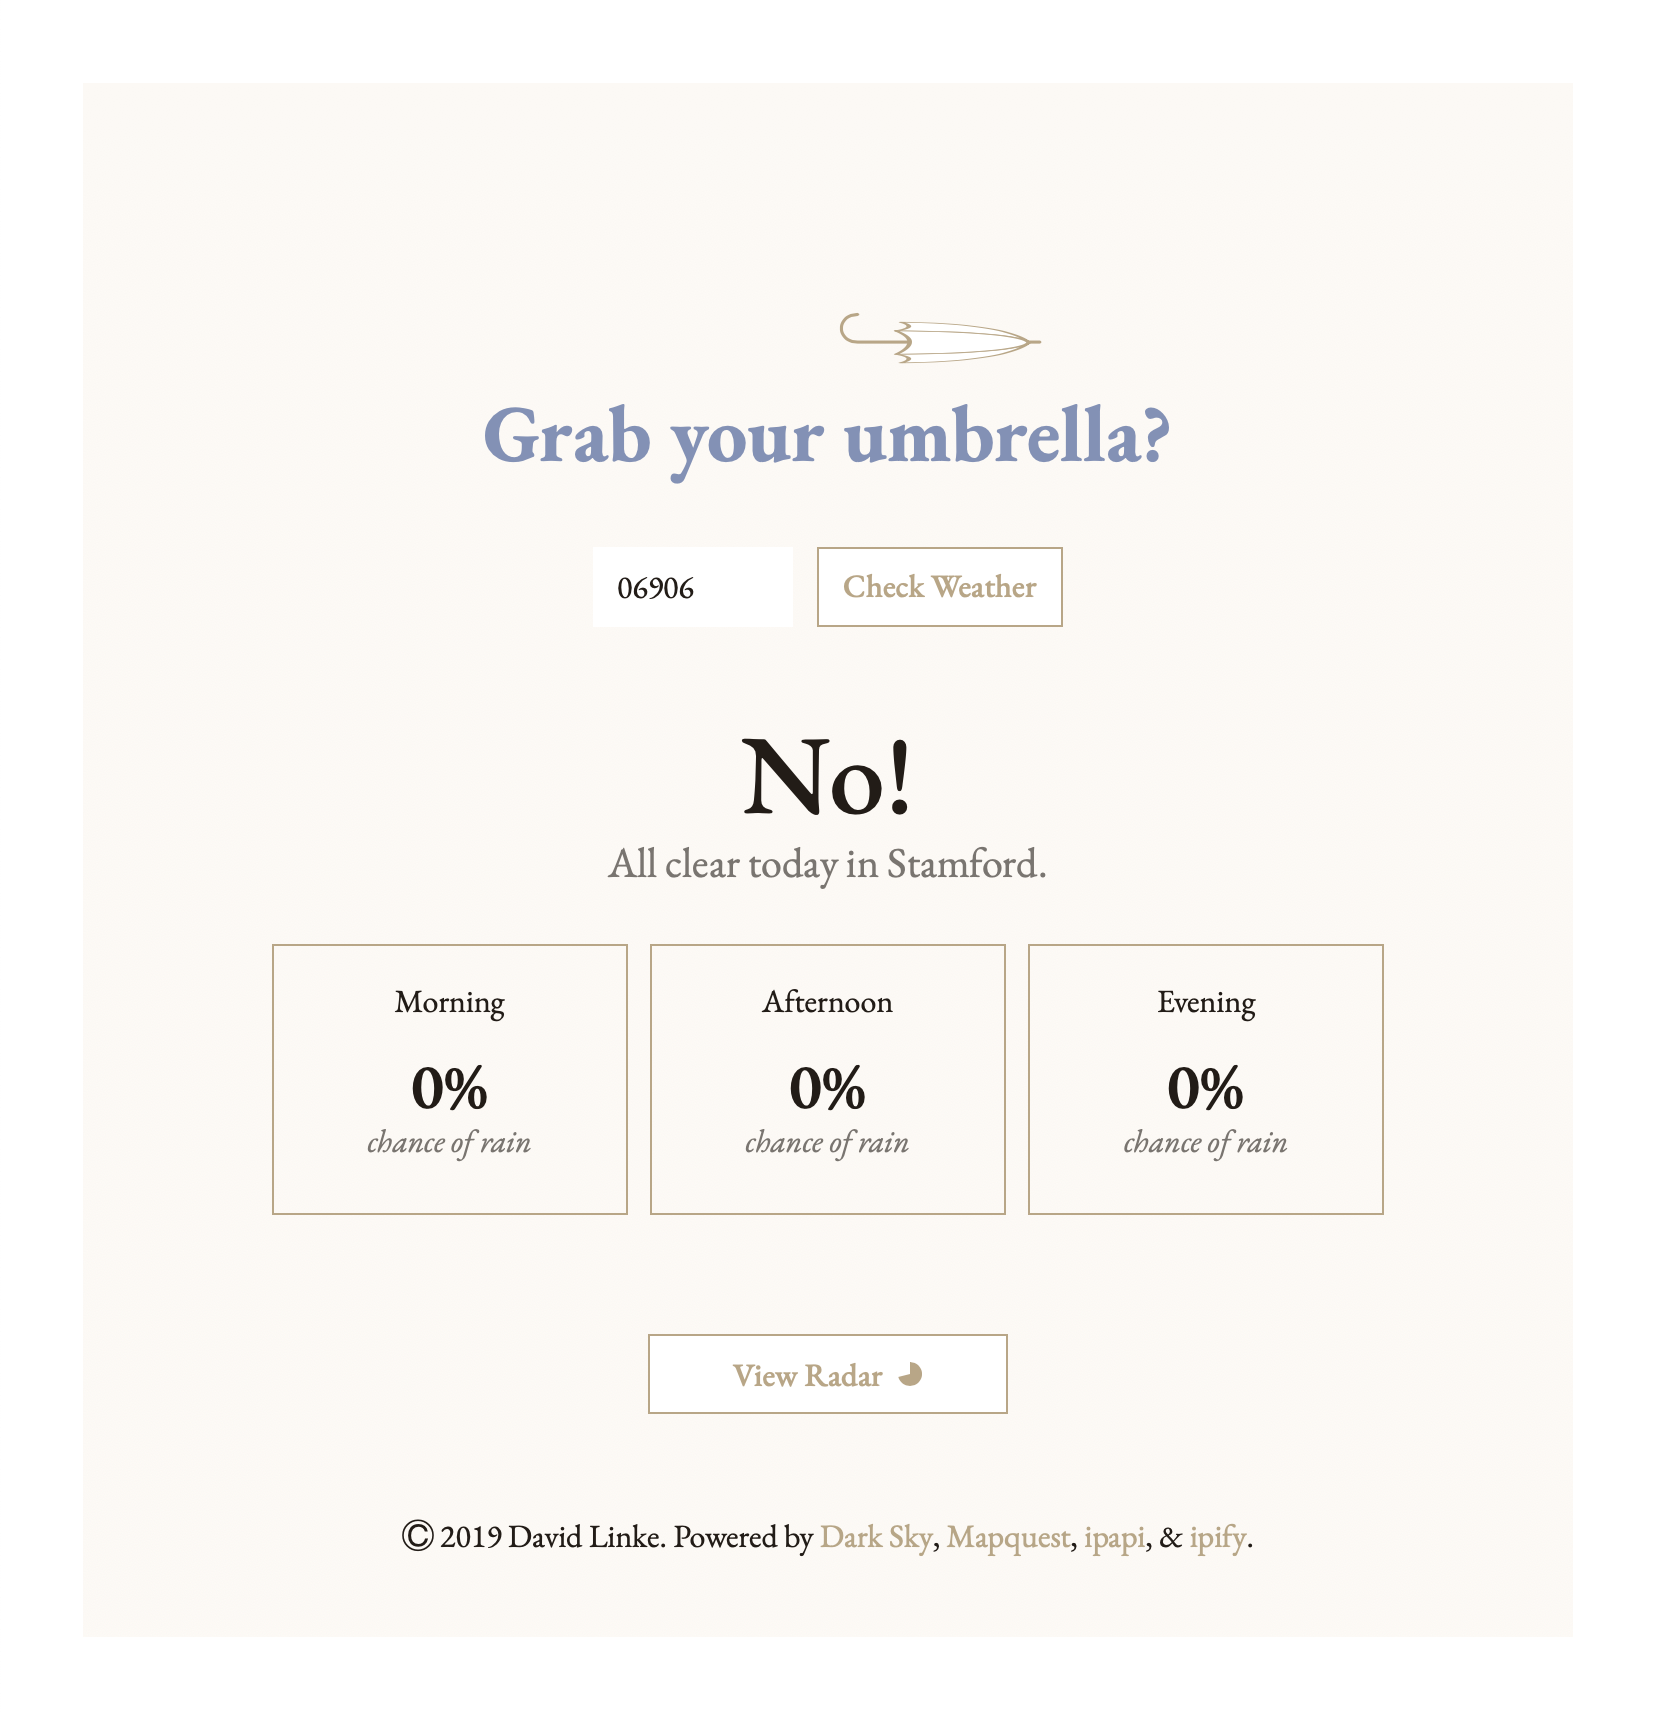 Grab your umbrella?
06906
Check Weather
No!
All clear today in Stamford.
Morning
0%
chance of rain
Afternoon
0%
chance of rain
Evening
0%
chance of rain
View Radar
© 2019 David Linke. Powered by Dark Sky, Mapquest, ipapi, & ipify.